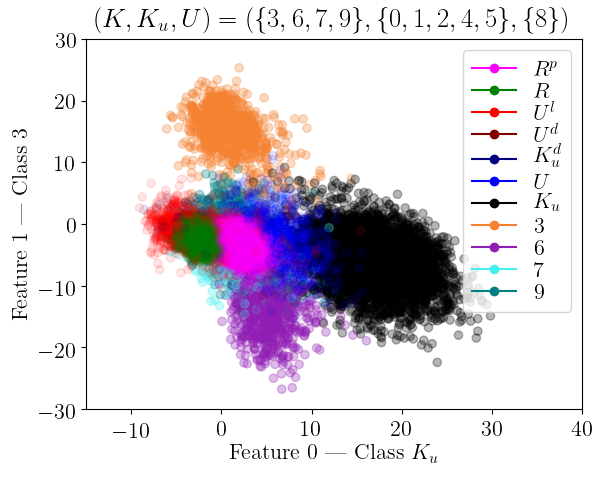 (K, K_u, U) = ({3, 6, 7, 9}, {0, 1, 2, 4, 5}, {8})
30
20
10
0
−10
−20
−30
Feature 1 — Class 3
R^p
R
U^l
U^d
K_u^d
U
K_u
3
6
7
9
−10 0 10 20 30 40
Feature 0 — Class K_u